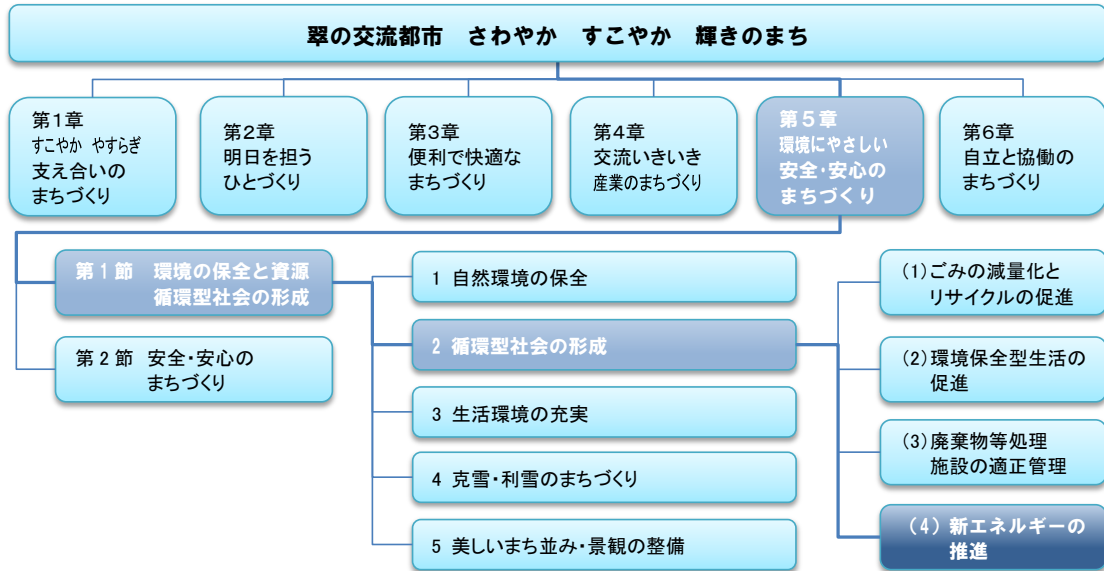 翠の交流都市　さわやか　すこやか　輝きのまち
第1章
すこやか やすらぎ
支え合いの
まちづくり
第2章
明日を担う
ひとづくり
第3章
便利で快適な
まちづくり
第4章
交流いきいき
産業のまちづくり
第5章
環境にやさしい
安全・安心の
まちづくり
第6章
自立と協働の
まちづくり
第1節　環境の保全と資源
循環型社会の形成
第2節 安全・安心の
まちづくり
1 自然環境の保全
2 循環型社会の形成
3 生活環境の充実
4 克雪・利雪のまちづくり
5 美しいまち並み・景観の整備
(1)ごみの減量化と
リサイクルの促進
(2)環境保全型生活の
促進
(3)廃棄物等処理
施設の適正管理
(4) 新エネルギーの
推進